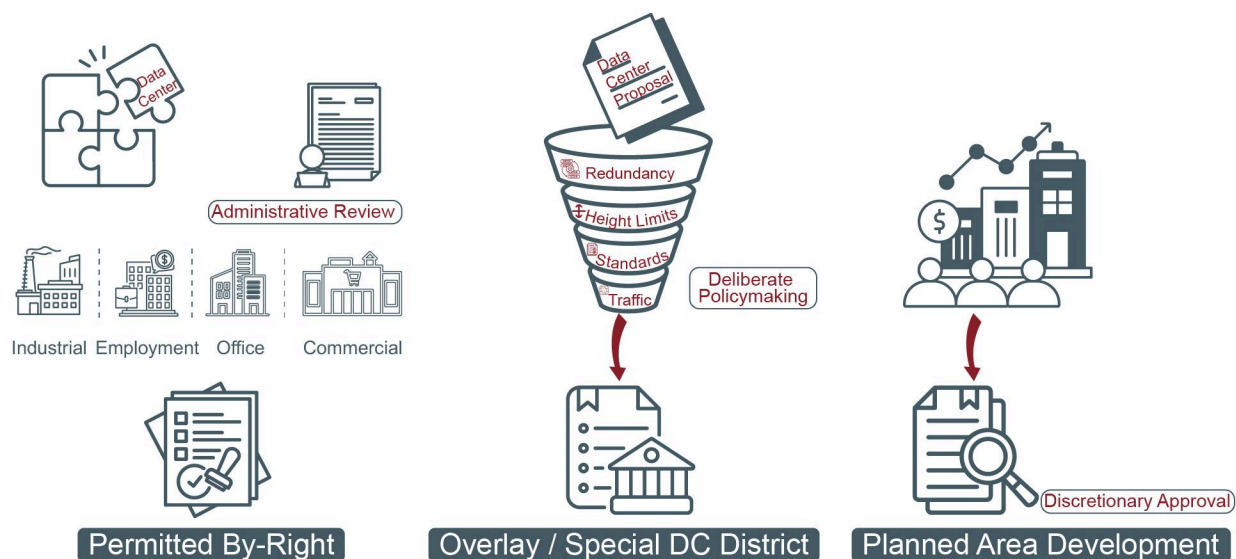 Data
Center
Administrative Review
Industrial
Employment
Office
Commercial
Permitted By-Right
Data
Center
Proposal
Redundancy
Height Limits
Standards
Traffic
Deliberate
Policymaking
Overlay / Special DC District
$
Discretionary Approval
Planned Area Development